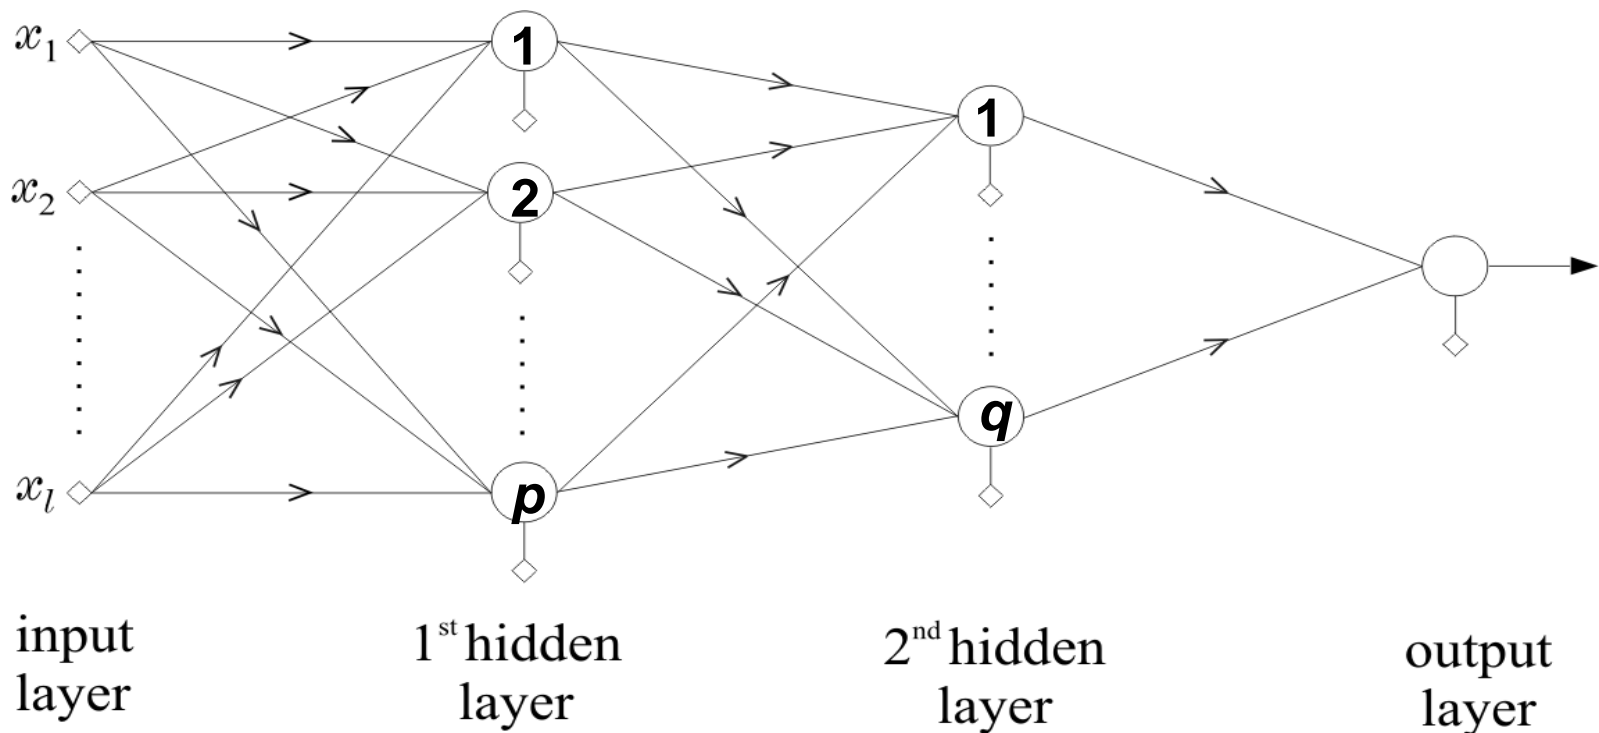 x₁
1
1
x₂
2
q
xₗ
p
input
layer
1ˢᵗ hidden
layer
2ⁿᵈ hidden
layer
output
layer